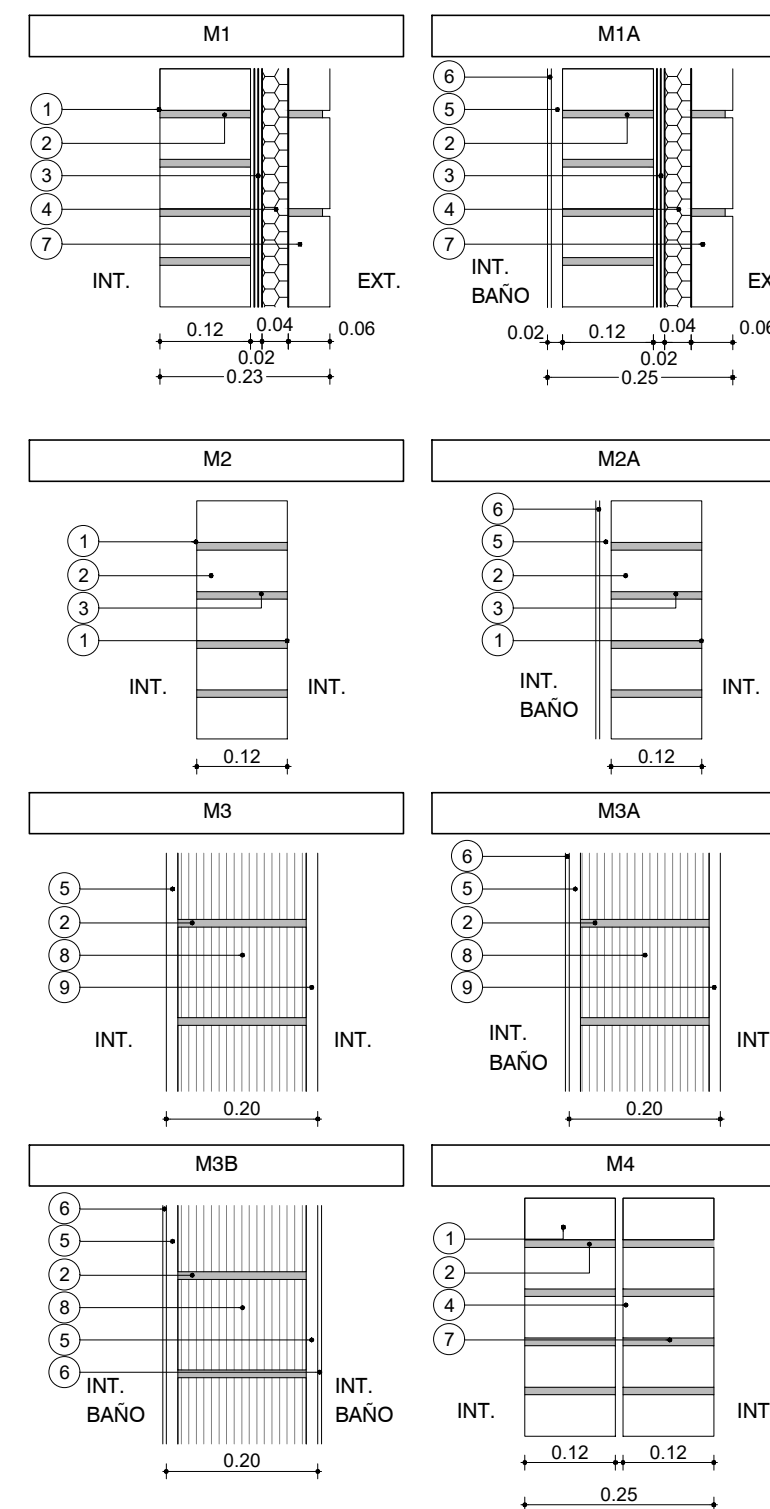 M1
1
2
3
4
7
INT.
EXT.
0.12
0.04
0.06
0.02
0.23
M1A
6
5
2
3
4
7
INT.
BAÑO
0.02
0.12
0.04
0.02
0.25
M2
1
2
3
1
INT.
INT.
0.12
M2A
6
5
2
3
1
INT.
BAÑO
INT.
0.12
M3
5
2
8
9
INT.
INT.
0.20
M3A
6
5
2
8
9
INT.
BAÑO
INT
0.20
M3B
6
5
2
8
5
6
INT.
BAÑO
INT.
BAÑO
0.20
M4
1
2
4
7
INT.
INT
0.12
0.12
0.25